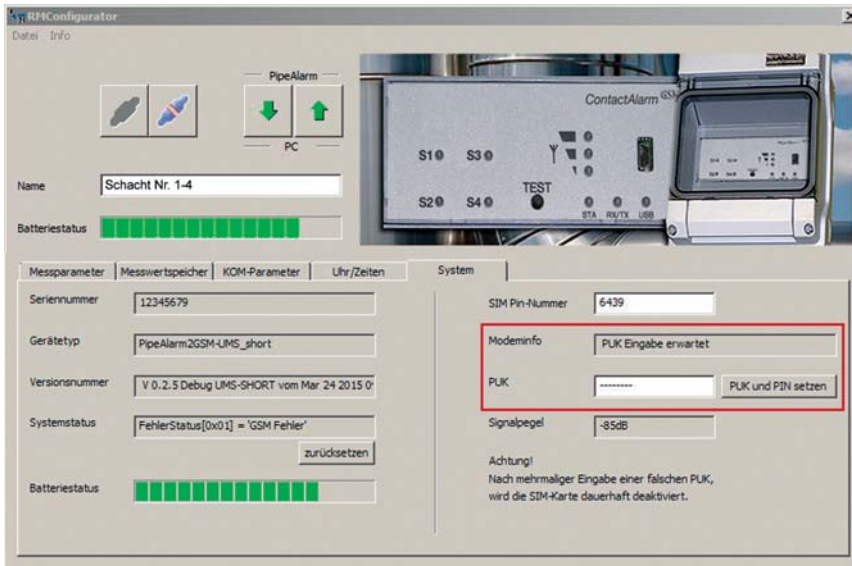 RMConfigurator
Datei Info
PipeAlarm
PC
ContactAlarm GSM
S1 S3
S2 S4
TEST
STA RX/TX USB
Name Schacht Nr. 1-4
Batteriestatus
Messparameter Messwertspeicher KOM-Parameter Uhr/Zeiten System
Seriennummer 12345679
SIM Pin-Nummer 6439
Gerätetyp PipeAlarm2GSM-UMS_short
Modeminfo PUK Eingabe erwartet
Versionsnummer V 0.2.5 Debug UMS-SHORT vom Mar 24 2015
PUK -------- PUK und PIN setzen
Systemstatus FehlerStatus[0x01] = 'GSM Fehler'
Signalpegel -85dB
zurücksetzen
Achtung!
Nach mehrmaliger Eingabe einer falschen PUK,
wird die SIM-Karte dauerhaft deaktiviert.
Batteriestatus